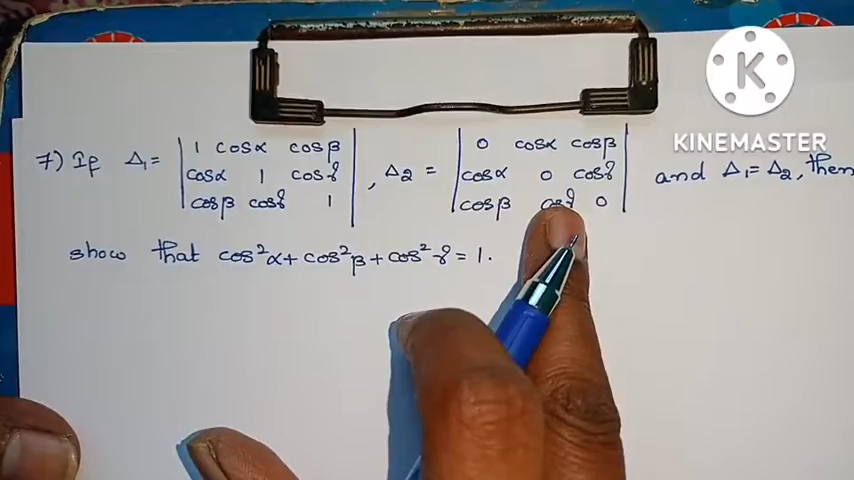 KINEMASTER
7) If Δ₁ = | 1 cosα cosβ | , Δ₂ = | 0 cosα cosβ | and Δ₁ = Δ₂, then
| cosα 1 cosγ | | cosα 0 cosγ |
| cosβ cosγ 1 | | cosβ cosγ 0 |
show that cos²α + cos²β + cos²γ = 1.